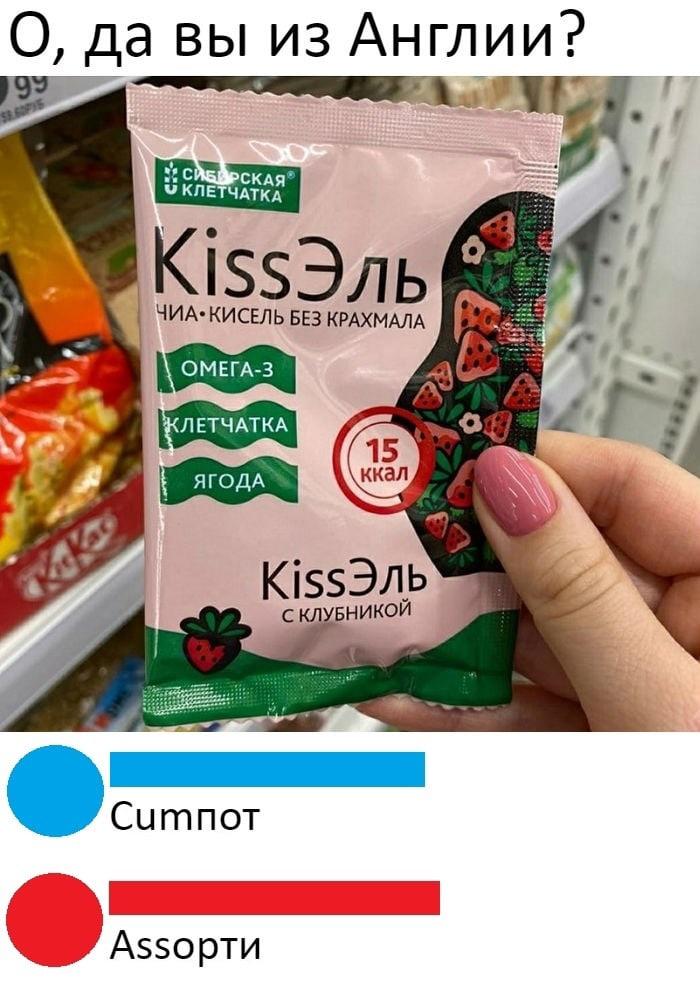 О, да вы из Англии?
99
СИБИРСКАЯ®
КЛЕТЧАТКА
KissЭль
ЧИА•КИСЕЛЬ БЕЗ КРАХМАЛА
ОМЕГА-3
КЛЕТЧАТКА
ЯГОДА
15
ккал
KissЭль
С КЛУБНИКОЙ
KitKat
Cumпот
Assорти